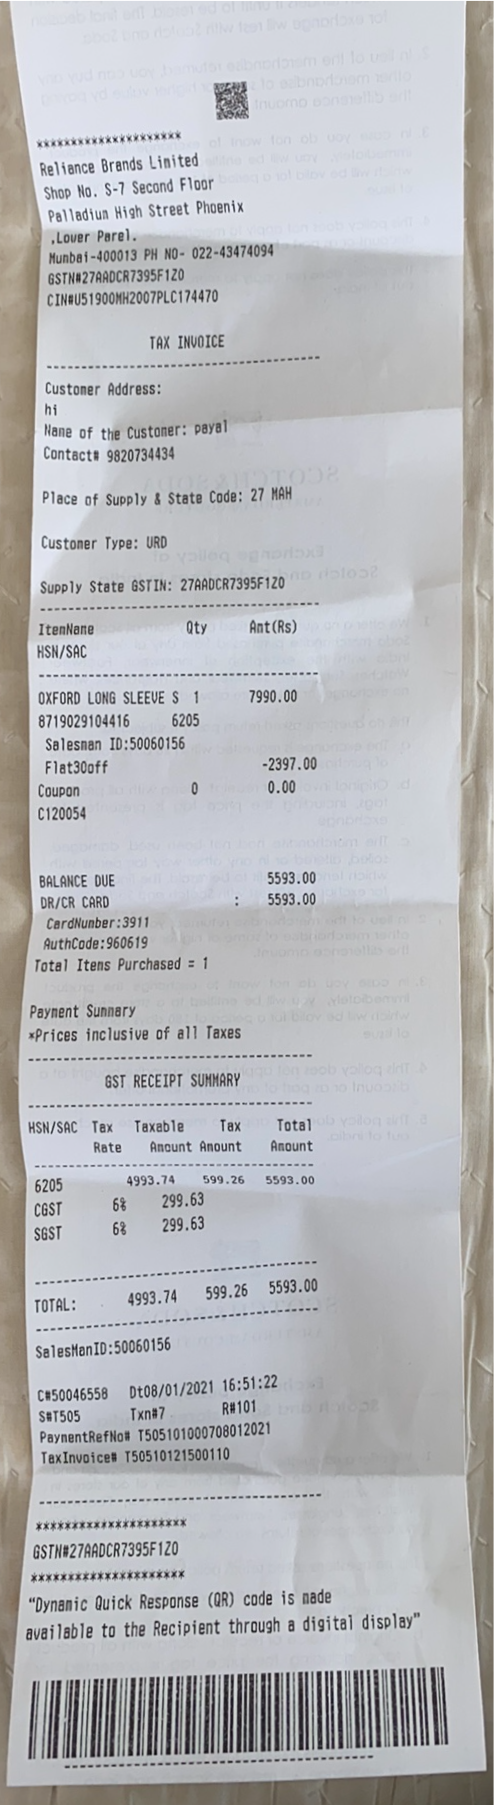 *********************
Reliance Brands Limited
Shop No. S-7 Second Floor
Palladium High Street Phoenix
,Lover Parel.
Mumbai-400013 PH NO- 022-43474094
GSTN#27AADCR7395F1Z0
CIN#U51900MH2007PLC174470
TAX INVOICE
--------------------------------------
Customer Address:
hi
Name of the Customer: payal
Contact# 9820734434
Place of Supply & State Code: 27 MAH
Customer Type: URD
Supply State GSTIN: 27AADCR7395F1Z0
--------------------------------------
ItemName Qty Amt(Rs)
HSN/SAC
--------------------------------------
OXFORD LONG SLEEVE S 1 7990.00
8719029104416 6205
Salesman ID:50060156
Flat30off -2397.00
Coupon 0 0.00
C120054
BALANCE DUE 5593.00
DR/CR CARD : 5593.00
CardNumber:3911
AuthCode:960619
Total Items Purchased = 1
Payment Summary
*Prices inclusive of all Taxes
--------------------------------------
GST RECEIPT SUMMARY
--------------------------------------
HSN/SAC Tax Taxable Tax Total
Rate Amount Amount Amount
--------------------------------------
6205 4993.74 599.26 5593.00
CGST 6% 299.63
SGST 6% 299.63
--------------------------------------
TOTAL: 4993.74 599.26 5593.00
--------------------------------------
SalesManID:50060156
C#50046558 Dt08/01/2021 16:51:22
S#T505 Txn#7 R#101
PaymentRefNo# T505101000708012021
TaxInvoice# T50510121500110
--------------------------------------
*********************
GSTN#27AADCR7395F1Z0
*********************
"Dynamic Quick Response (QR) code is made
available to the Recipient through a digital display"
--------------------------------------